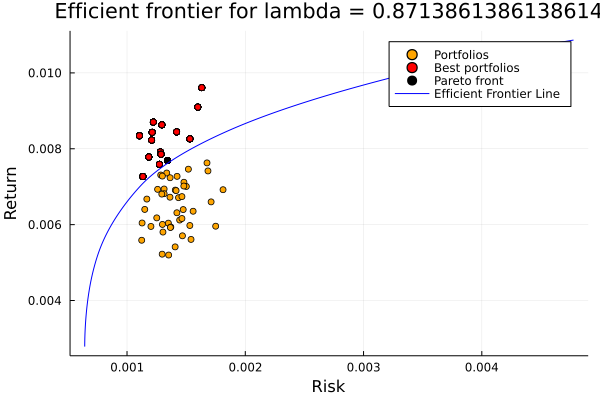 Efficient frontier for lambda = 0.8713861386138614
Portfolios
Best portfolios
Pareto front
Efficient Frontier Line
Return
0.010
0.008
0.006
0.004
0.001
0.002
0.003
0.004
Risk